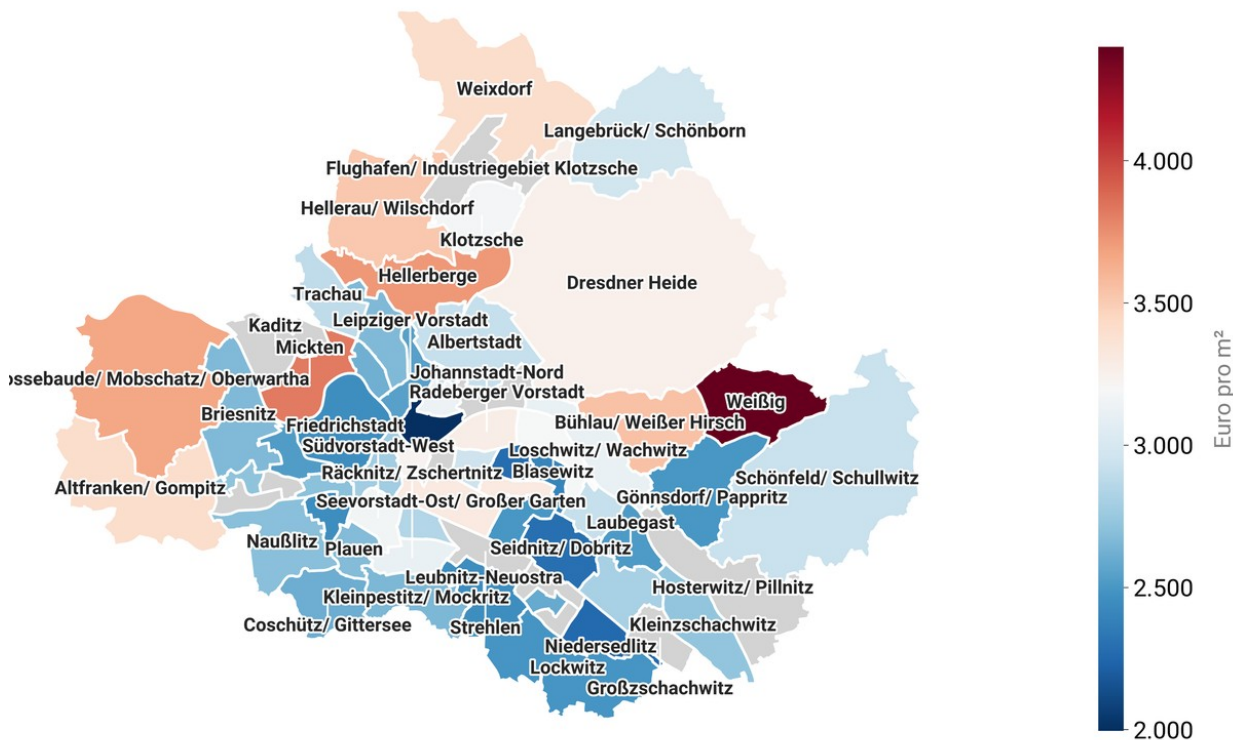 Weixdorf
Langebrück/ Schönborn
4.000
Flughafen/ Industriegebiet Klotzsche
Hellerau/ Wilschdorf
Klotzsche
Hellerberge
Dresdner Heide
Trachau
3.500
Kaditz
Leipziger Vorstadt
Mickten
Albertstadt
ossebaude/ Mobschatz/ Oberwartha
Johannstadt-Nord
Radeberger Vorstadt
Weißig
Euro pro m²
Briesnitz
Friedrichstadt
Bühlau/ Weißer Hirsch
Südvorstadt-West
Loschwitz/ Wachwitz
3.000
Räcknitz/ Zschertnitz
Blasewitz
Schönfeld/ Schullwitz
Altfranken/ Gompitz
Seevorstadt-Ost/ Großer Garten
Gönnsdorf/ Pappritz
Laubegast
Naußlitz
Plauen
Seidnitz/ Dobritz
Leubnitz-Neuostra
Hosterwitz/ Pillnitz
2.500
Kleinpestitz/ Mockritz
Coschütz/ Gittersee
Strehlen
Kleinzschachwitz
Niedersedlitz
Lockwitz
Großzschachwitz
2.000